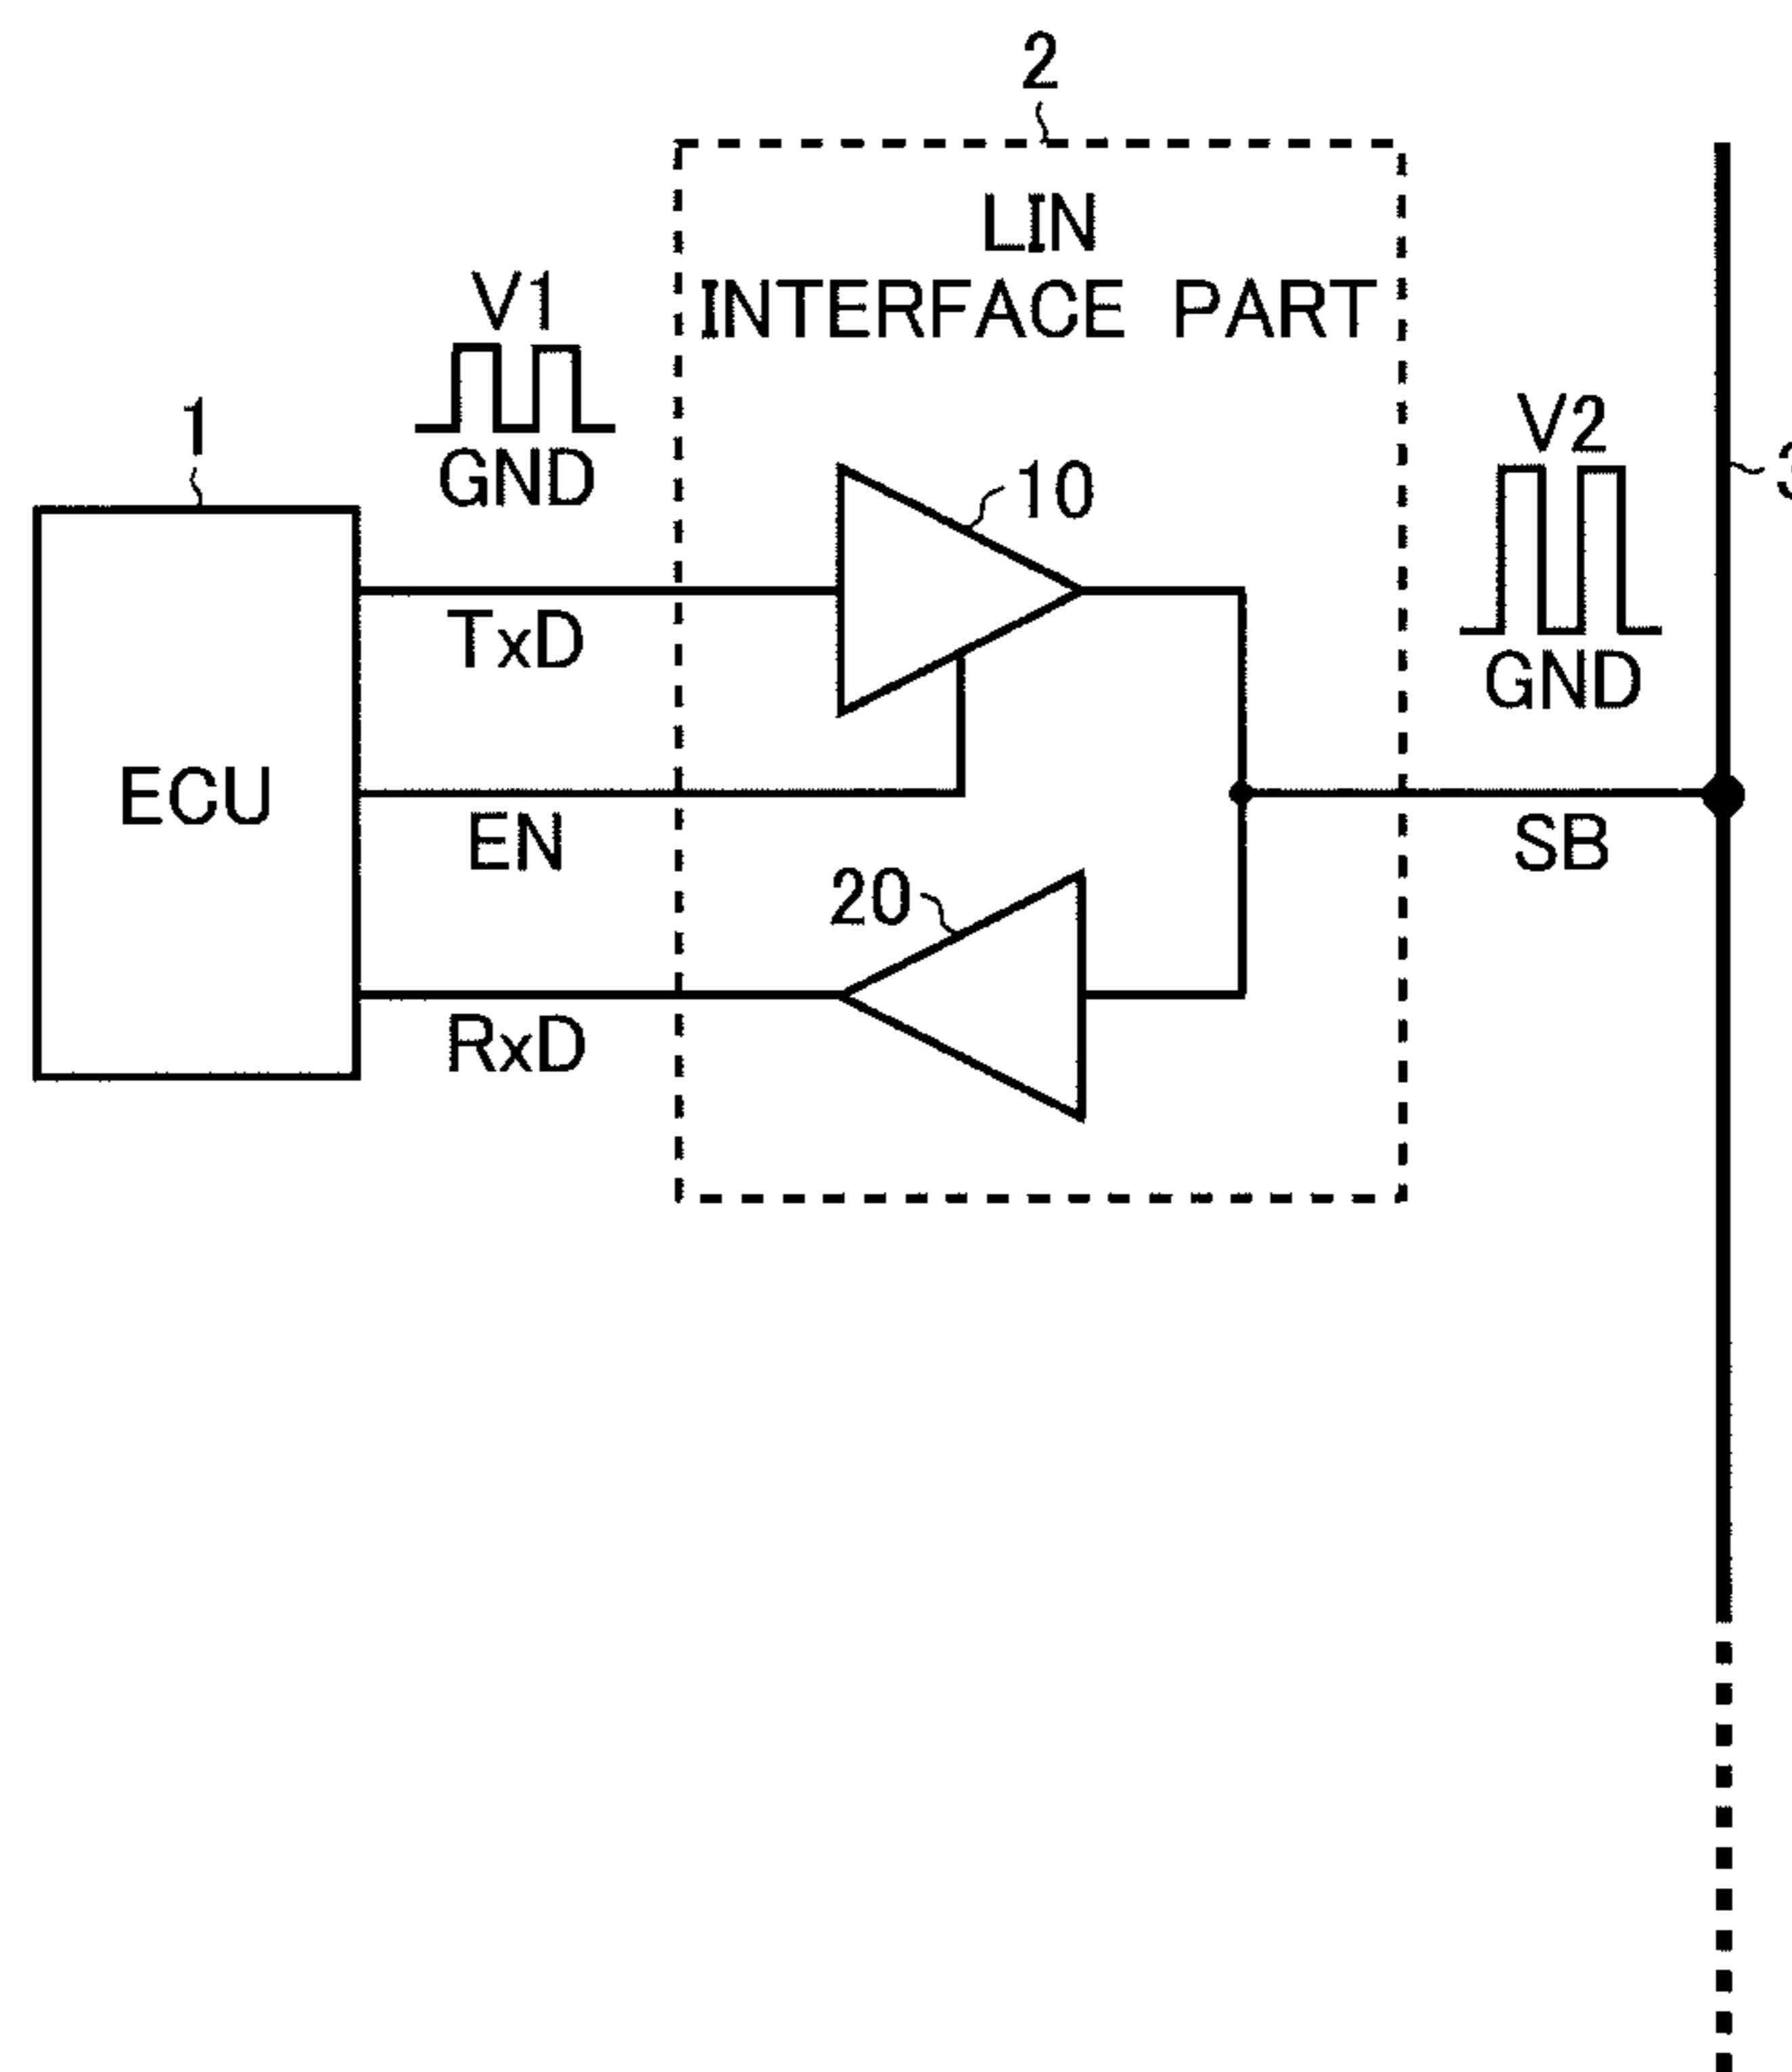 2
LIN
INTERFACE PART
V1
GND
1
V2
GND
10
TxD
ECU
EN
SB
20
RxD